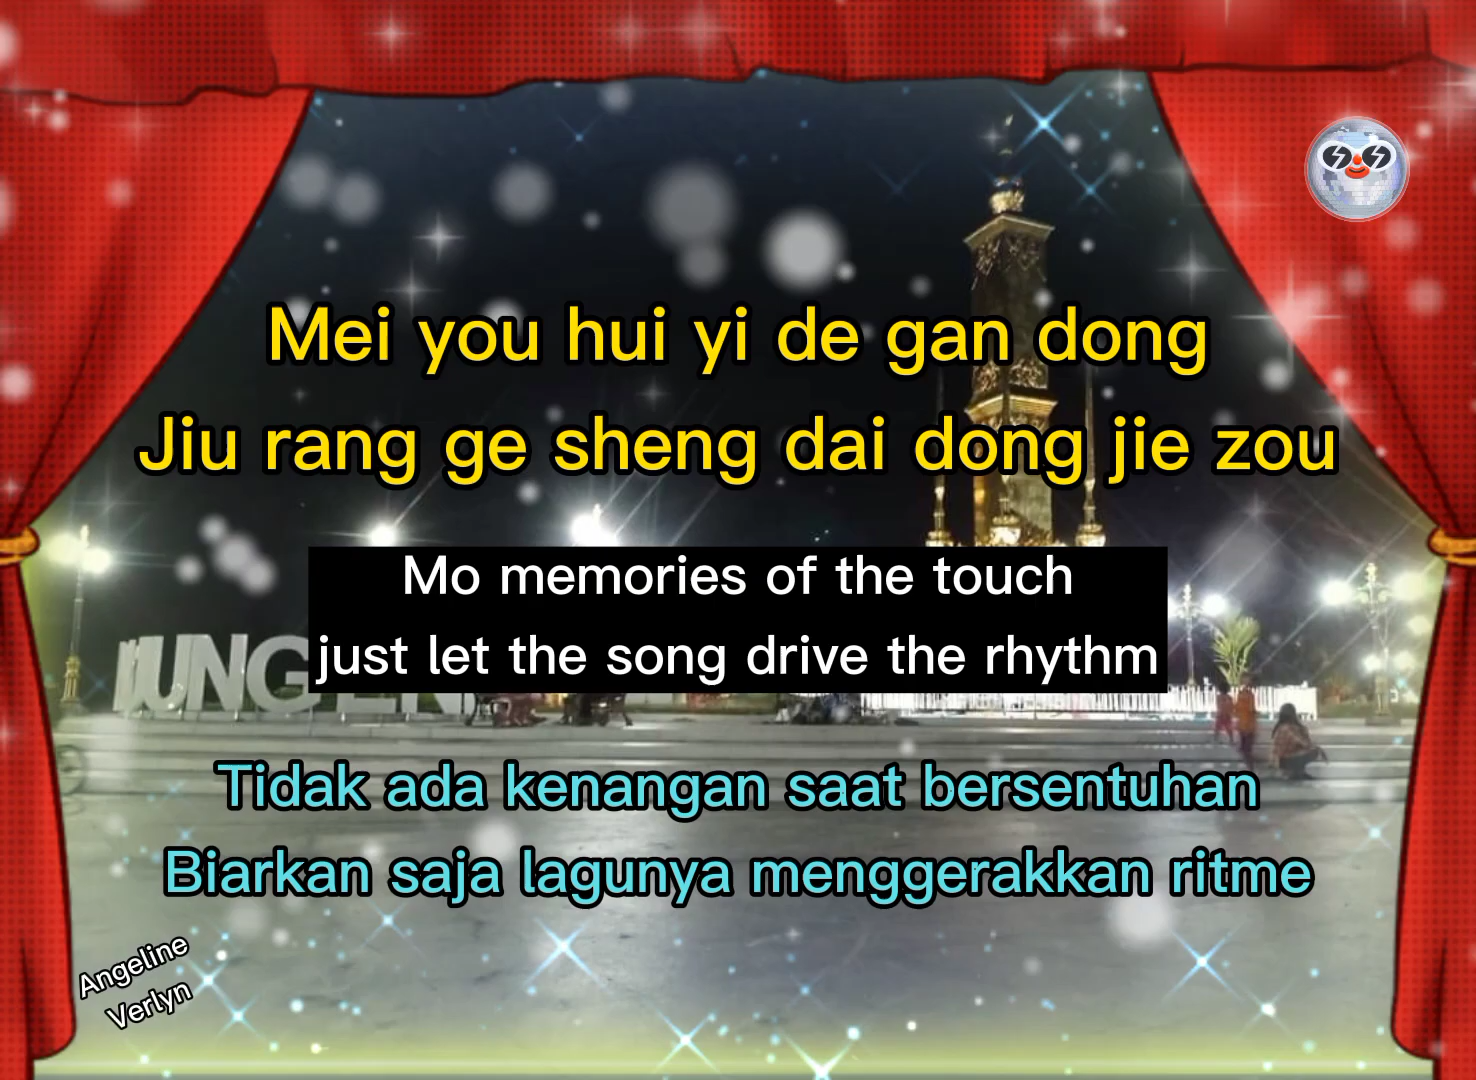 Mei you hui yi de gan dong
Jiu rang ge sheng dai dong jie zou
Mo memories of the touch
just let the song drive the rhythm
Tidak ada kenangan saat bersentuhan
Biarkan saja lagunya menggerakkan ritme
Angeline
Verlyn